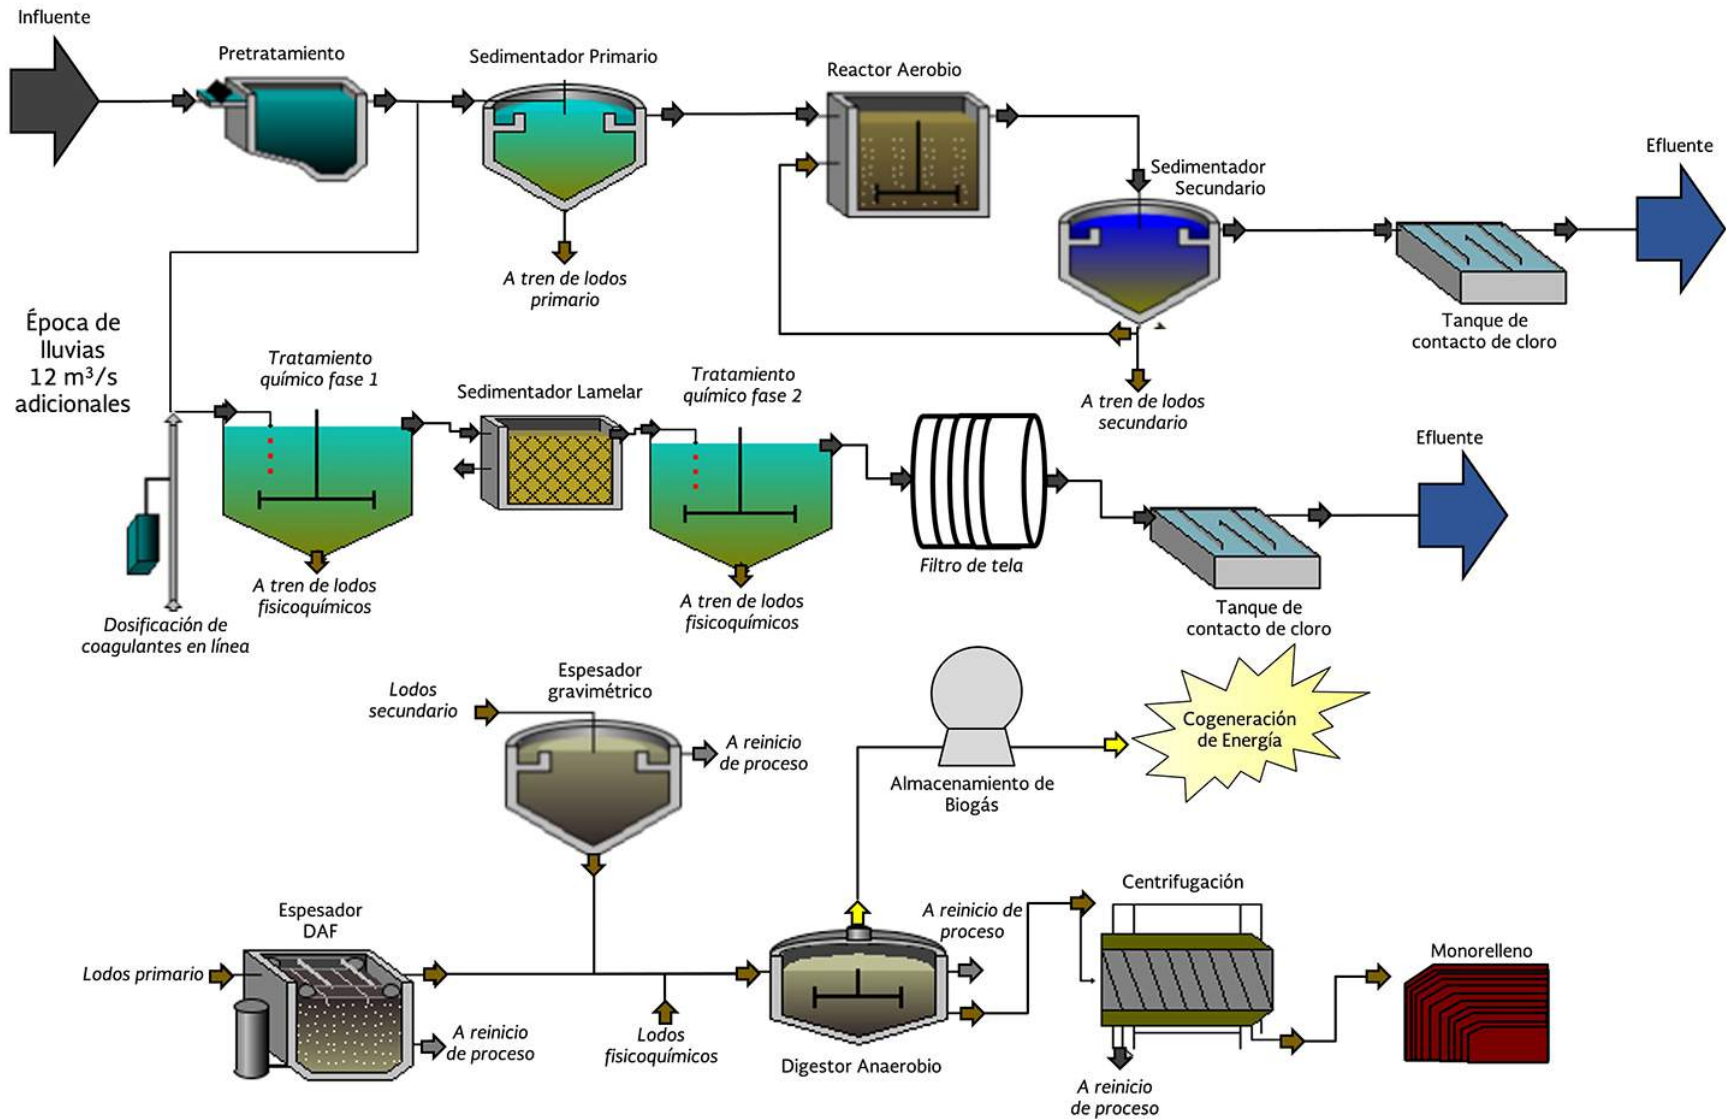 Influente
Pretratamiento
Sedimentador Primario
Reactor Aerobio
Sedimentador
Secundario
Efluente
A tren de lodos
primario
Tanque de
contacto de cloro
A tren de lodos
secundario
Época de
lluvias
12 m³/s
adicionales
Tratamiento
químico fase 1
Sedimentador Lamelar
Tratamiento
químico fase 2
Efluente
Filtro de tela
A tren de lodos
fisicoquímicos
A tren de lodos
fisicoquímicos
Tanque de
contacto de cloro
Dosificación de
coagulantes en línea
Espesador
gravimétrico
Lodos
secundario
A reinicio
de proceso
Almacenamiento de
Biogás
Cogeneración
de Energía
Espesador
DAF
Lodos primario
A reinicio
de proceso
Lodos
fisicoquímicos
A reinicio de
proceso
Digestor Anaerobio
Centrifugación
A reinicio
de proceso
Monorelleno